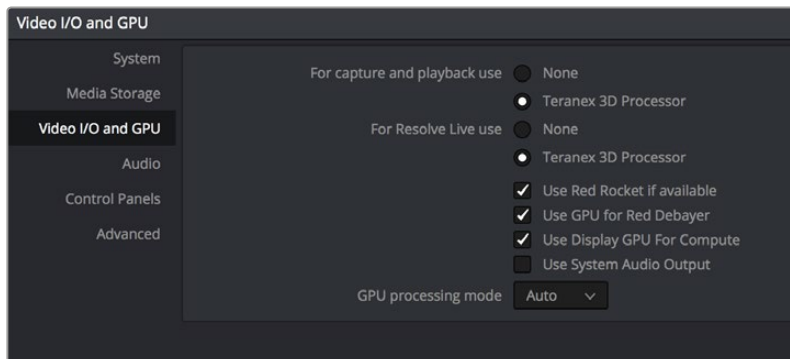 Video I/O and GPU
System
Media Storage
Video I/O and GPU
Audio
Control Panels
Advanced
For capture and playback use None
Teranex 3D Processor
For Resolve Live use None
Teranex 3D Processor
Use Red Rocket if available
Use GPU for Red Debayer
Use Display GPU For Compute
Use System Audio Output
GPU processing mode Auto